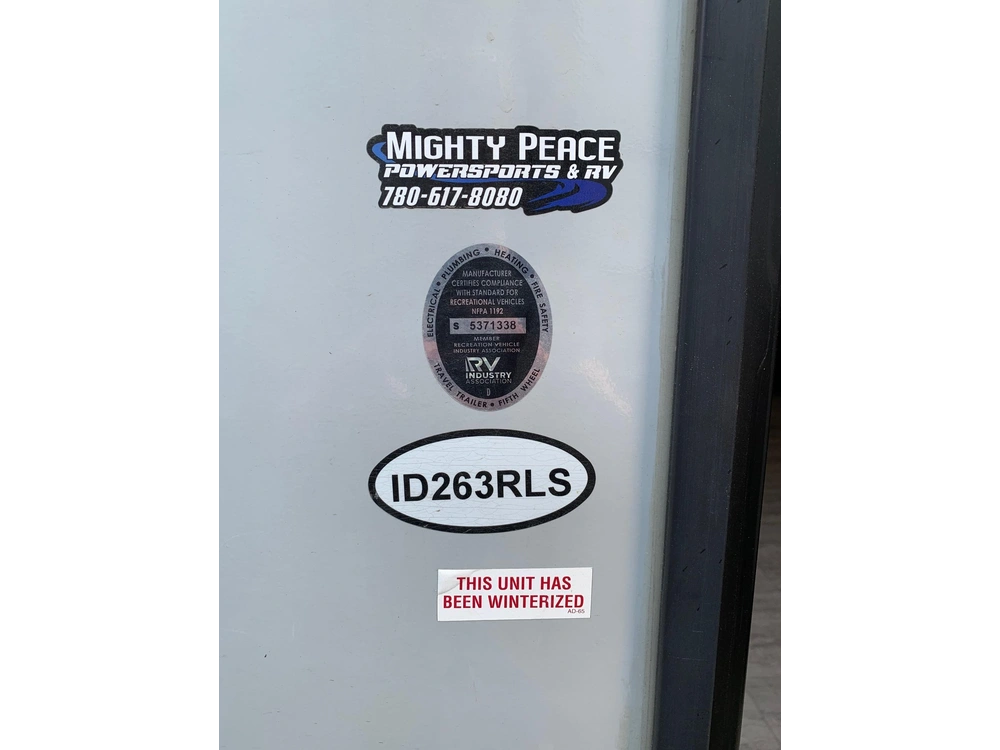 MIGHTY PEACE
POWERSPORTS & RV
780-617-8080
ELECTRICAL • PLUMBING • HEATING • FIRE SAFETY
MANUFACTURER
CERTIFIES COMPLIANCE
WITH STANDARD FOR
RECREATIONAL VEHICLES
NFPA 1192
S 5371338
MEMBER
RECREATION VEHICLE
INDUSTRY ASSOCIATION
RV
INDUSTRY
ASSOCIATION
D
TRAVEL TRAILER • FIFTH WHEEL
ID263RLS
THIS UNIT HAS
BEEN WINTERIZED
AD-65